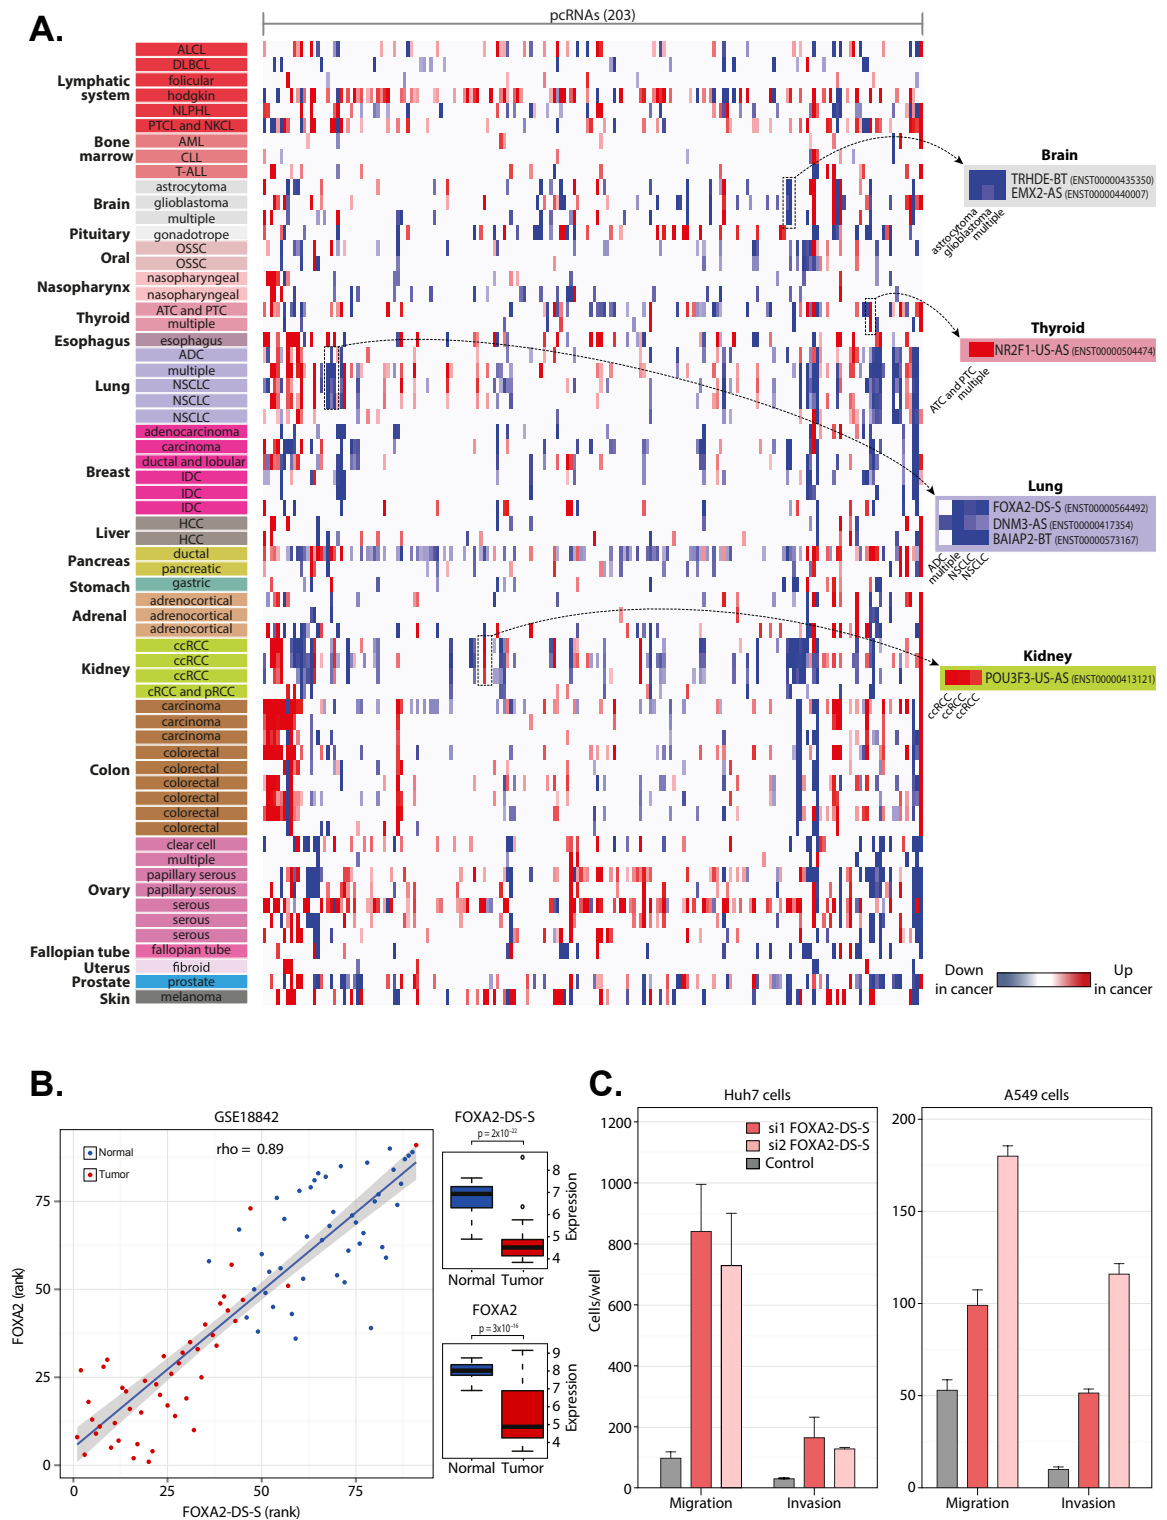 A.
pcRNAs (203)
Lymphatic
system
ALCL
DLBCL
folicular
hodgkin
NLPHL
PTCL and NKCL
Bone
marrow
AML
CLL
T-ALL
Brain
astrocytoma
glioblastoma
multiple
Pituitary
gonadotrope
Oral
OSSC
OSSC
Nasopharynx
nasopharyngeal
nasopharyngeal
Thyroid
ATC and PTC
multiple
Esophagus
esophagus
Lung
ADC
multiple
NSCLC
NSCLC
NSCLC
Breast
adenocarcinoma
carcinoma
ductal and lobular
IDC
IDC
IDC
Liver
HCC
HCC
Pancreas
ductal
pancreatic
Stomach
gastric
Adrenal
adrenocortical
adrenocortical
adrenocortical
Kidney
ccRCC
ccRCC
ccRCC
cRCC and pRCC
Colon
carcinoma
carcinoma
carcinoma
colorectal
colorectal
colorectal
colorectal
colorectal
colorectal
Ovary
clear cell
multiple
papillary serous
papillary serous
serous
serous
serous
Fallopian tube
fallopian tube
Uterus
fibroid
Prostate
prostate
Skin
melanoma
Brain
TRHDE-BT (ENST00000435350)
EMX2-AS (ENST00000440007)
astrocytoma
glioblastoma
multiple
Thyroid
NR2F1-US-AS (ENST00000504474)
ATC and PTC
multiple
Lung
FOXA2-DS-S (ENST00000564492)
DNM3-AS (ENST00000417354)
BAIAP2-BT (ENST00000573167)
ADC
multiple
NSCLC
NSCLC
Kidney
POU3F3-US-AS (ENST00000413121)
ccRCC
ccRCC
ccRCC
Down
in cancer
Up
in cancer
B.
GSE18842
Normal
Tumor
rho = 0.89
FOXA2 (rank)
75
50
25
0
0
25
50
75
FOXA2-DS-S (rank)
FOXA2-DS-S
p = 2x10⁻²²
8
7
6
5
4
Expression
Normal
Tumor
FOXA2
p = 3x10⁻¹⁶
9
8
7
6
5
4
Expression
Normal
Tumor
C.
Huh7 cells
si1 FOXA2-DS-S
si2 FOXA2-DS-S
Control
Cells/well
1200
1000
800
600
400
200
0
Migration
Invasion
A549 cells
200
150
100
50
0
Migration
Invasion